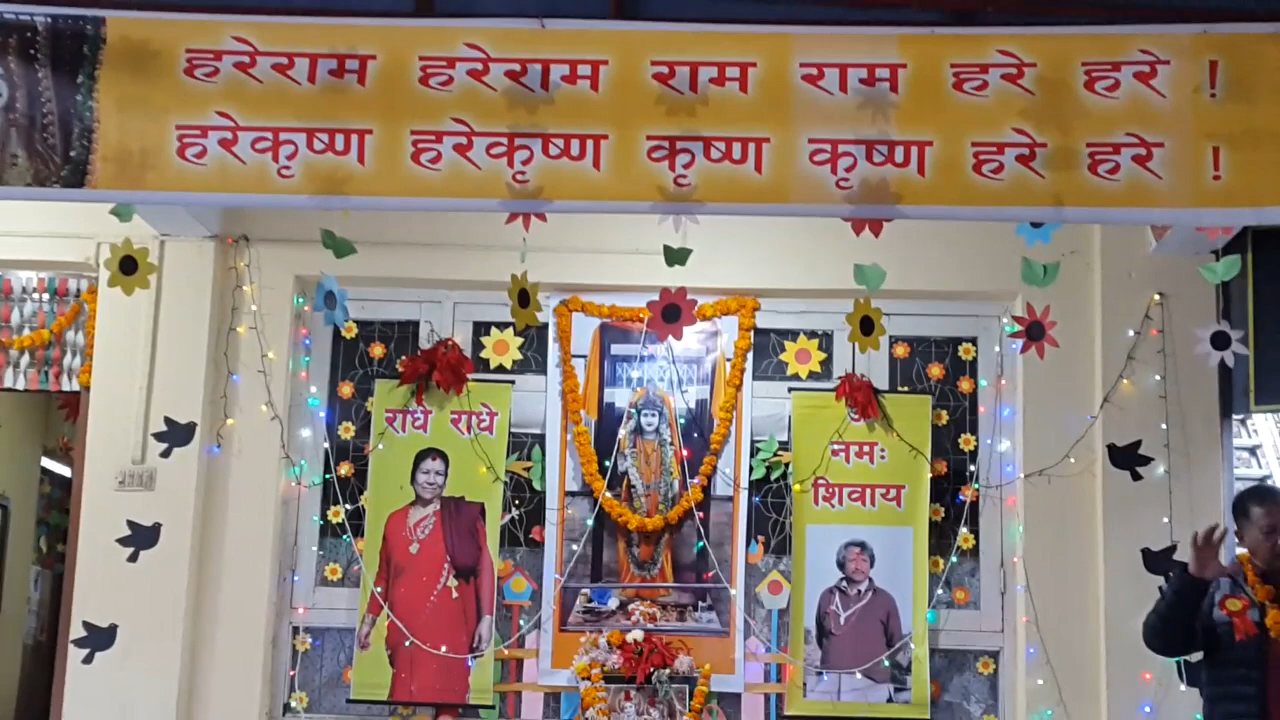 हरेराम हरेराम राम राम हरे हरे !
हरेकृष्ण हरेकृष्ण कृष्ण कृष्ण हरे हरे !
राधे राधे
नमः
शिवाय